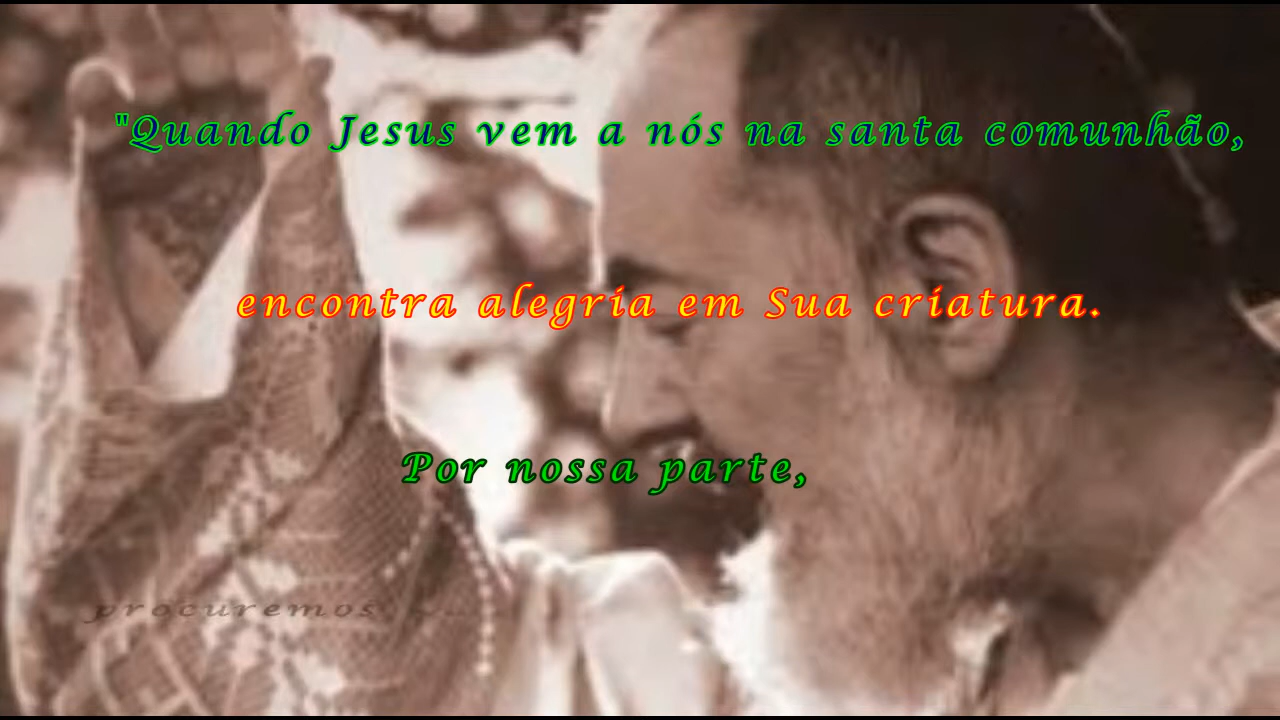 "Quando Jesus vem a nós na santa comunhão,
encontra alegria em Sua criatura.
Por nossa parte,
procuremos